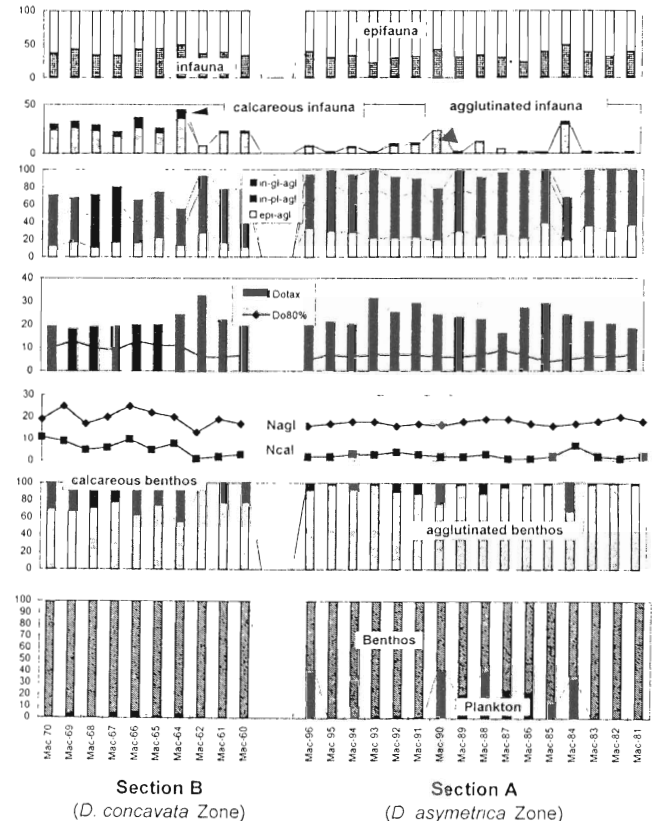 100
epifauna
50
infauna
0
50
calcareous infauna
agglutinated infauna
0
100
80
60
40
20
0
in-gl-agl
in-pl-agl
epi-agl
40
30
20
10
0
Dotax
Do80%
30
20
10
0
Nagl
Ncal
100
80
60
40
20
0
calcareous benthos
agglutinated benthos
100
90
80
70
60
50
40
30
20
10
0
Benthos
Plankton
Mac 70
Mac-69
Mac-68
Mac-67
Mac-66
Mac-65
Mac-64
Mac-62
Mac-61
Mac-60
Mac-96
Mac-95
Mac-94
Mac 93
Mac-92
Mac-91
Mac-90
Mac-89
Mac-88
Mac-87
Mac-86
Mac-85
Mac-84
Mac-83
Mac-82
Mac-81
Section B
Section A
(D. concavata Zone)
(D asymetrica Zone)